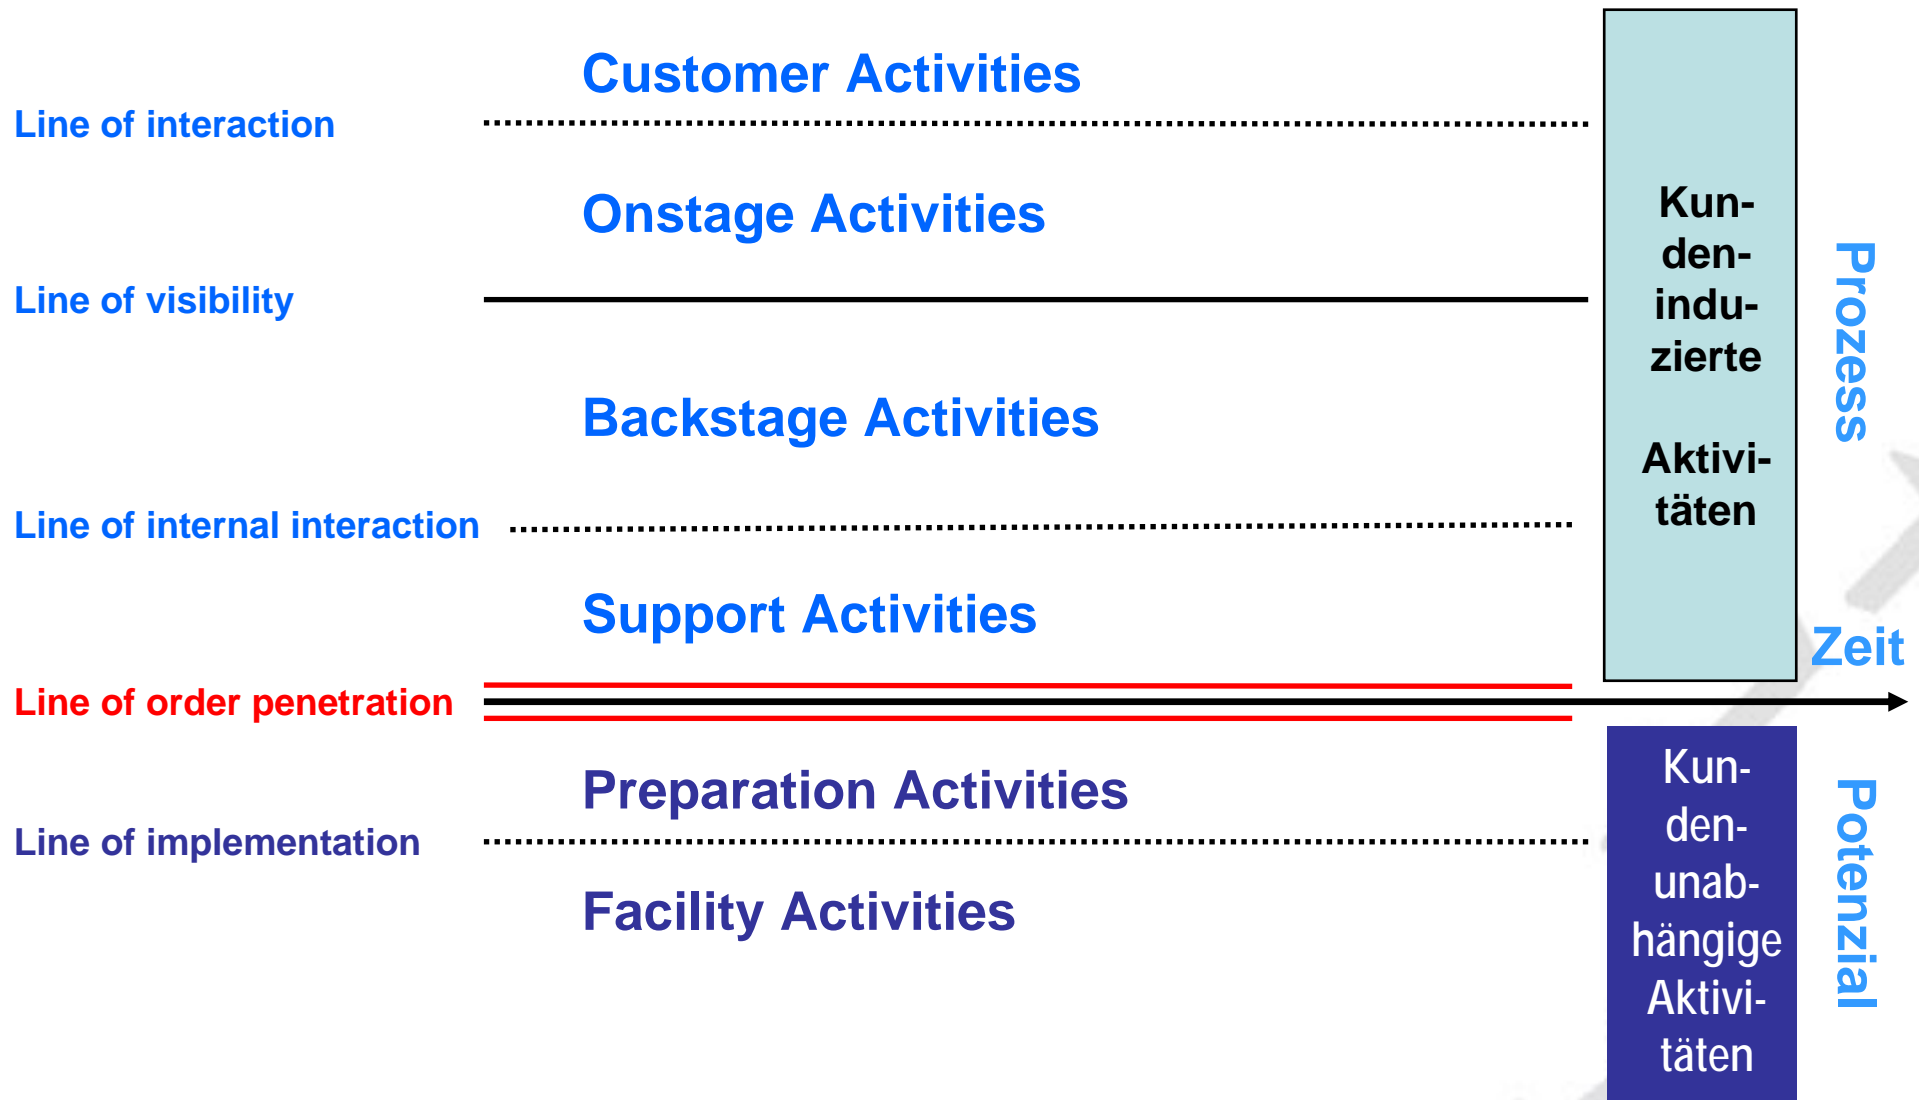 Customer Activities
Line of interaction
Onstage Activities
Line of visibility
Backstage Activities
Line of internal interaction
Support Activities
Line of order penetration
Preparation Activities
Line of implementation
Facility Activities
Kun-
den-
indu-
zierte
Aktivi-
täten
Prozess
Zeit
Kun-
den-
unab-
hängige
Aktivi-
täten
Potenzial